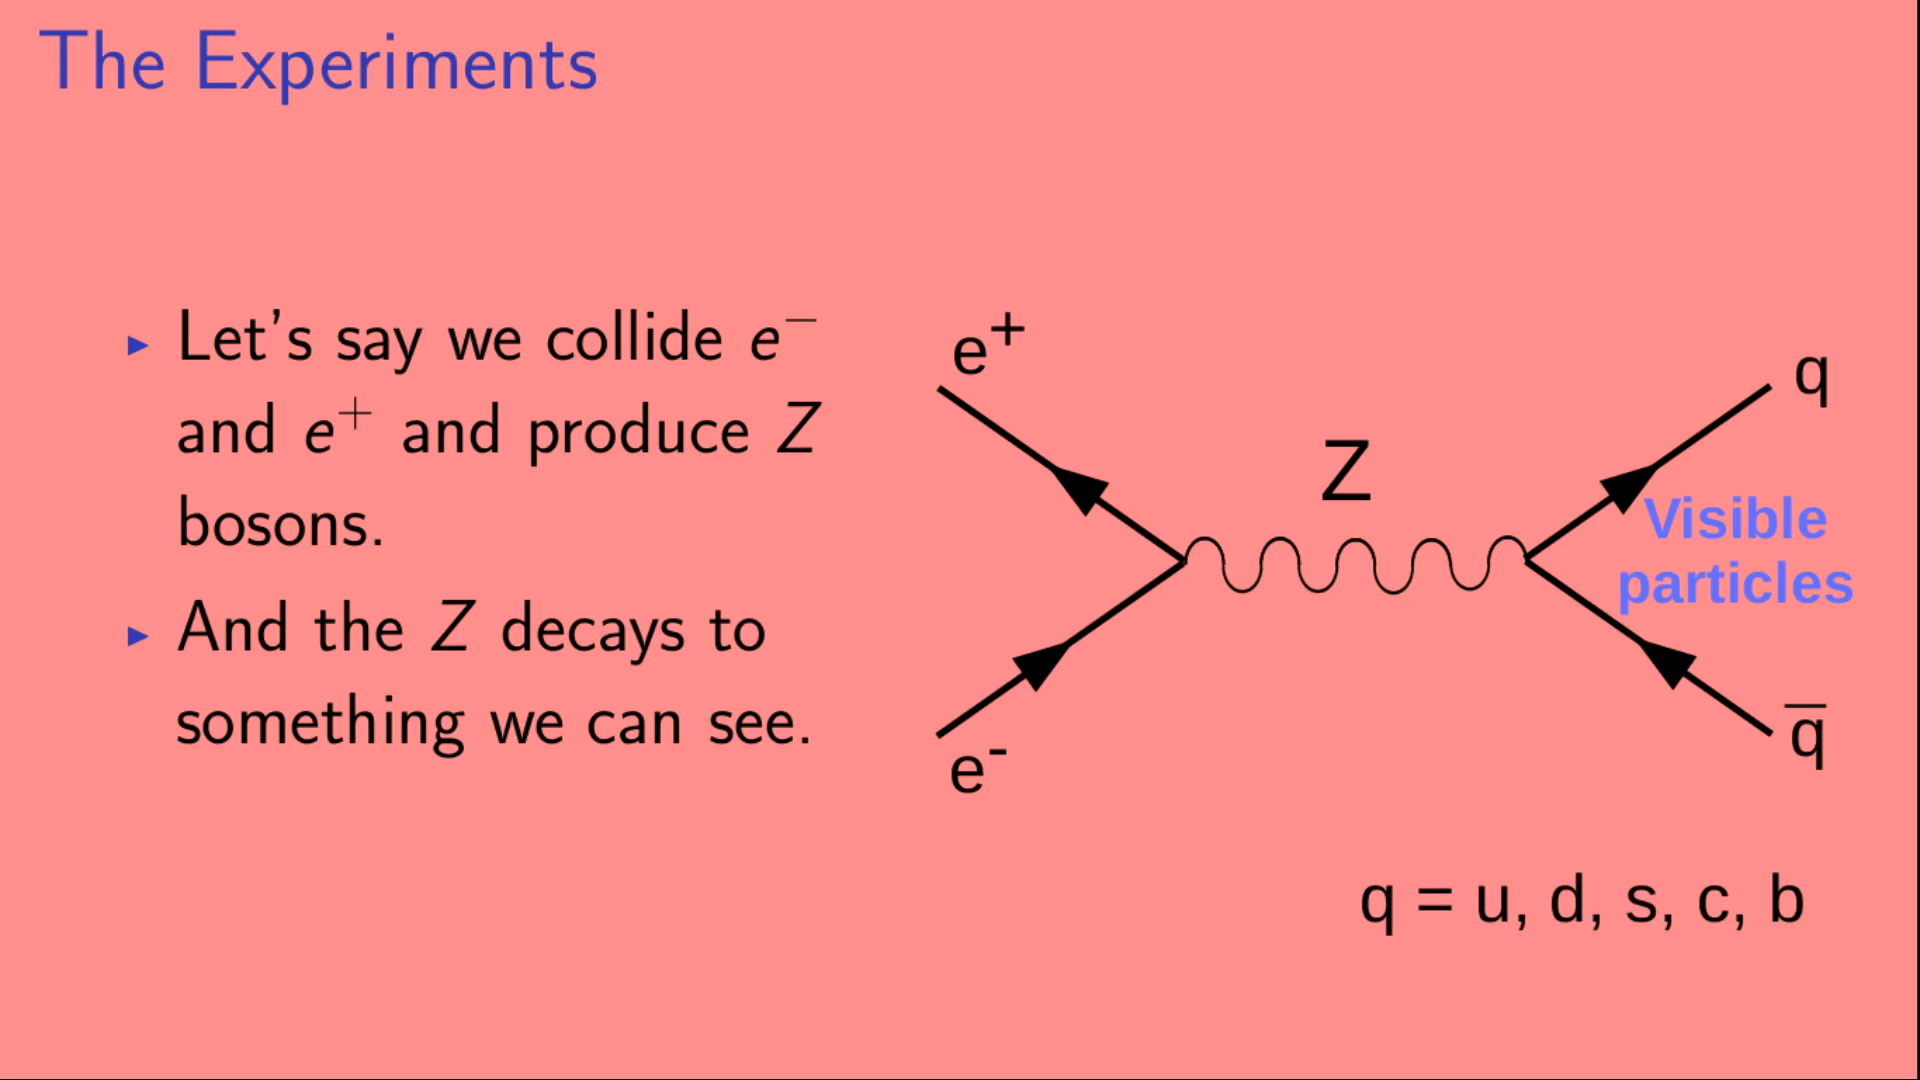 The Experiments
Let's say we collide e⁻
and e⁺ and produce Z
bosons.
And the Z decays to
something we can see.
e⁺
q
Z
Visible
particles
q̅
e⁻
q = u, d, s, c, b